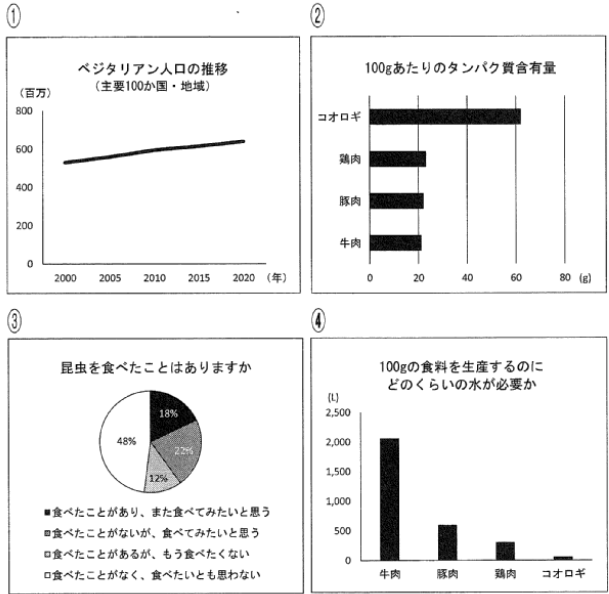 ①
ベジタリアン人口の推移
(主要100か国・地域)
(百万)
800
600
400
200
0
2000 2005 2010 2015 2020 (年)
②
100gあたりのタンパク質含有量
コオロギ
鶏肉
豚肉
牛肉
0 20 40 60 80 (g)
③
昆虫を食べたことはありますか
18%
48%
22%
12%
■食べたことがあり、また食べてみたいと思う
■食べたことがないが、食べてみたいと思う
□食べたことがあるが、もう食べたくない
□食べたことがなく、食べたいとも思わない
④
100gの食料を生産するのに
どのくらいの水が必要か
(L)
2,500
2,000
1,500
1,000
500
0
牛肉 豚肉 鶏肉 コオロギ